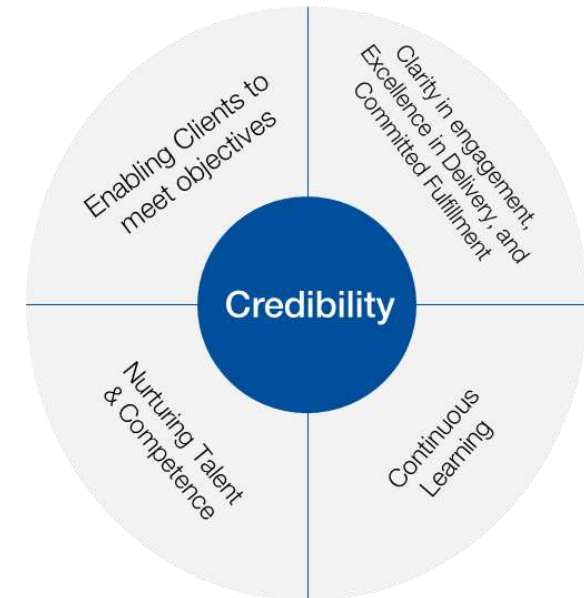 Enabling Clients to
meet objectives
Clarity in engagement,
Excellence in Delivery, and
Committed Fulfillment
Credibility
Nurturing Talent
& Competence
Continuous
Learning